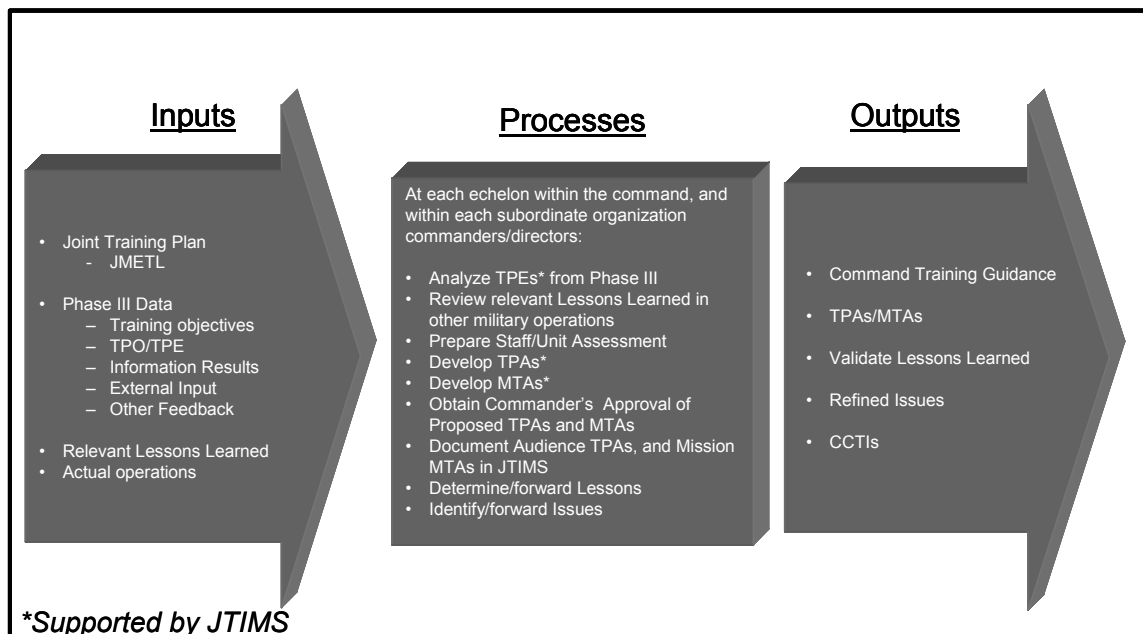 Inputs
• Joint Training Plan
- JMETL
• Phase III Data
– Training objectives
– TPO/TPE
– Information Results
– External Input
– Other Feedback
• Relevant Lessons Learned
• Actual operations
Processes
At each echelon within the command, and
within each subordinate organization
commanders/directors:
• Analyze TPEs* from Phase III
• Review relevant Lessons Learned in
other military operations
• Prepare Staff/Unit Assessment
• Develop TPAs*
• Develop MTAs*
• Obtain Commander's Approval of
Proposed TPAs and MTAs
• Document Audience TPAs, and Mission
MTAs in JTIMS
• Determine/forward Lessons
• Identify/forward Issues
Outputs
• Command Training Guidance
• TPAs/MTAs
• Validate Lessons Learned
• Refined Issues
• CCTIs
*Supported by JTIMS